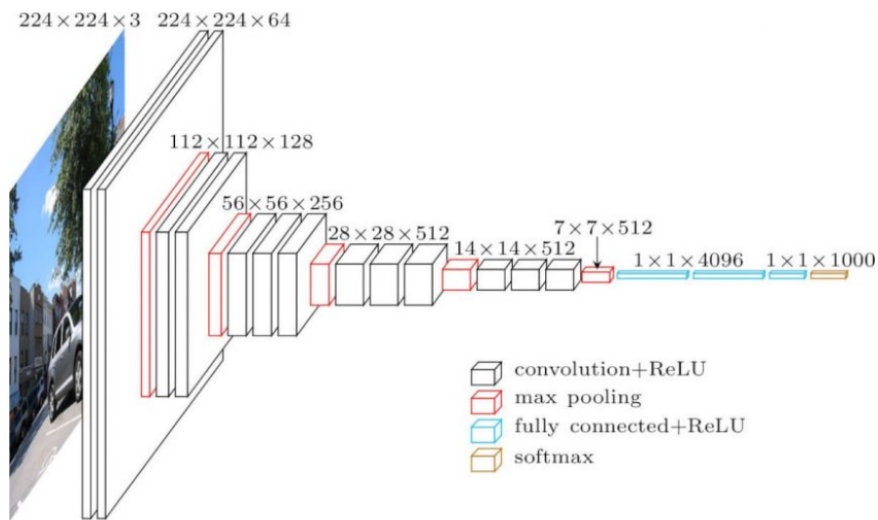 224 × 224 × 3
224 × 224 × 64
112 × 112 × 128
56 × 56 × 256
28 × 28 × 512
14 × 14 × 512
7 × 7 × 512
1 × 1 × 4096
1 × 1 × 1000
convolution+ReLU
max pooling
fully connected+ReLU
softmax